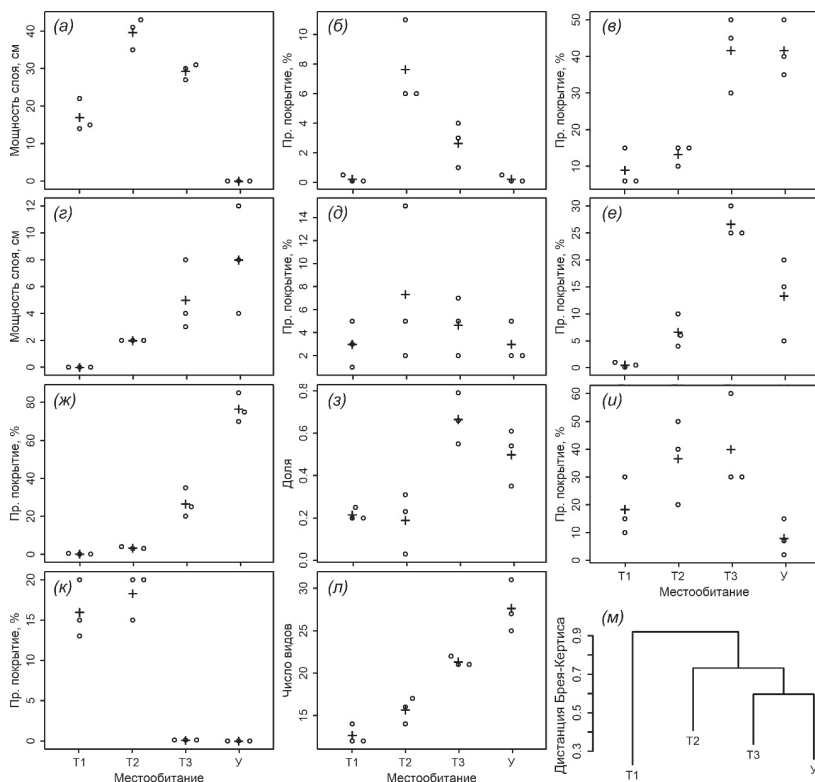 (а)
Мощность слоя, см
0 10 20 30 40
(б)
Пр. покрытие, %
0 2 4 6 8 10
(в)
Пр. покрытие, %
10 20 30 40 50
(г)
Мощность слоя, см
0 2 4 6 8 10 12
(д)
Пр. покрытие, %
2 4 6 8 10 12 14
(е)
Пр. покрытие, %
0 5 10 15 20 25 30
(ж)
Пр. покрытие, %
0 20 40 60 80
(з)
Доля
0.0 0.2 0.4 0.6 0.8
(и)
Пр. покрытие, %
0 10 20 30 40 50 60
Т1 Т2 Т3 У
Местообитание
(к)
Пр. покрытие, %
0 5 10 15 20
Т1 Т2 Т3 У
Местообитание
(л)
Число видов
15 20 25 30
Т1 Т2 Т3 У
Местообитание
(м)
Дистанция Брея-Кертиса
0.3 0.5 0.7 0.9
Т1
Т2
Т3
У